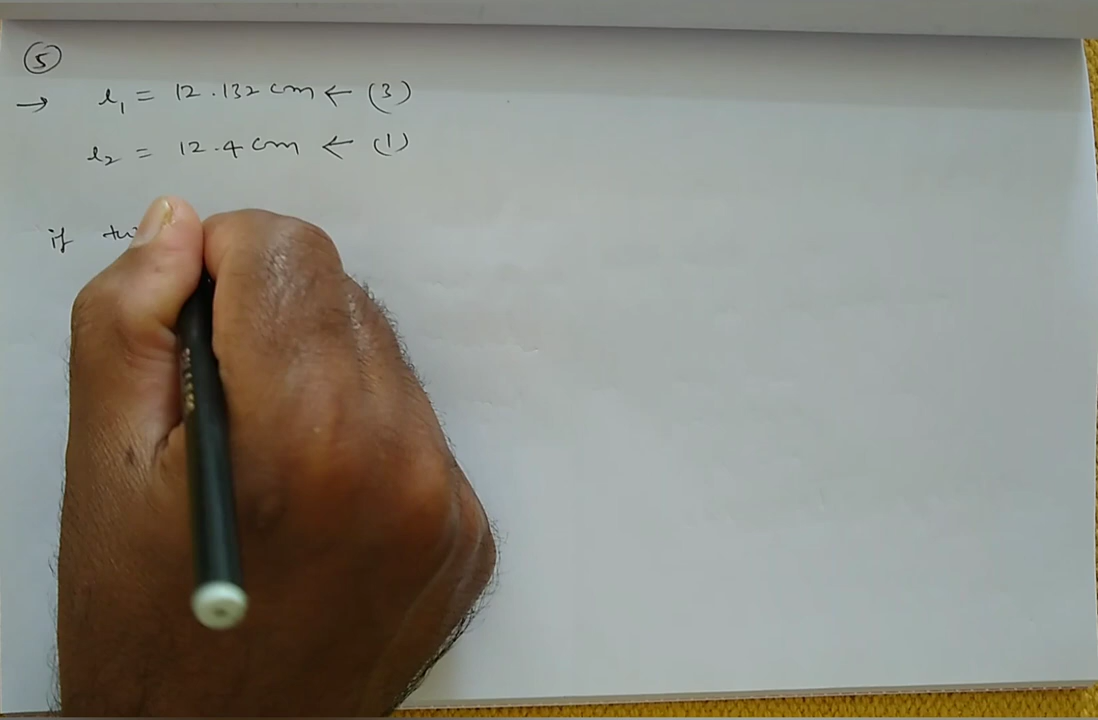 5
→ l₁ = 12.132 cm ← (3)
l₂ = 12.4 cm ← (1)
if